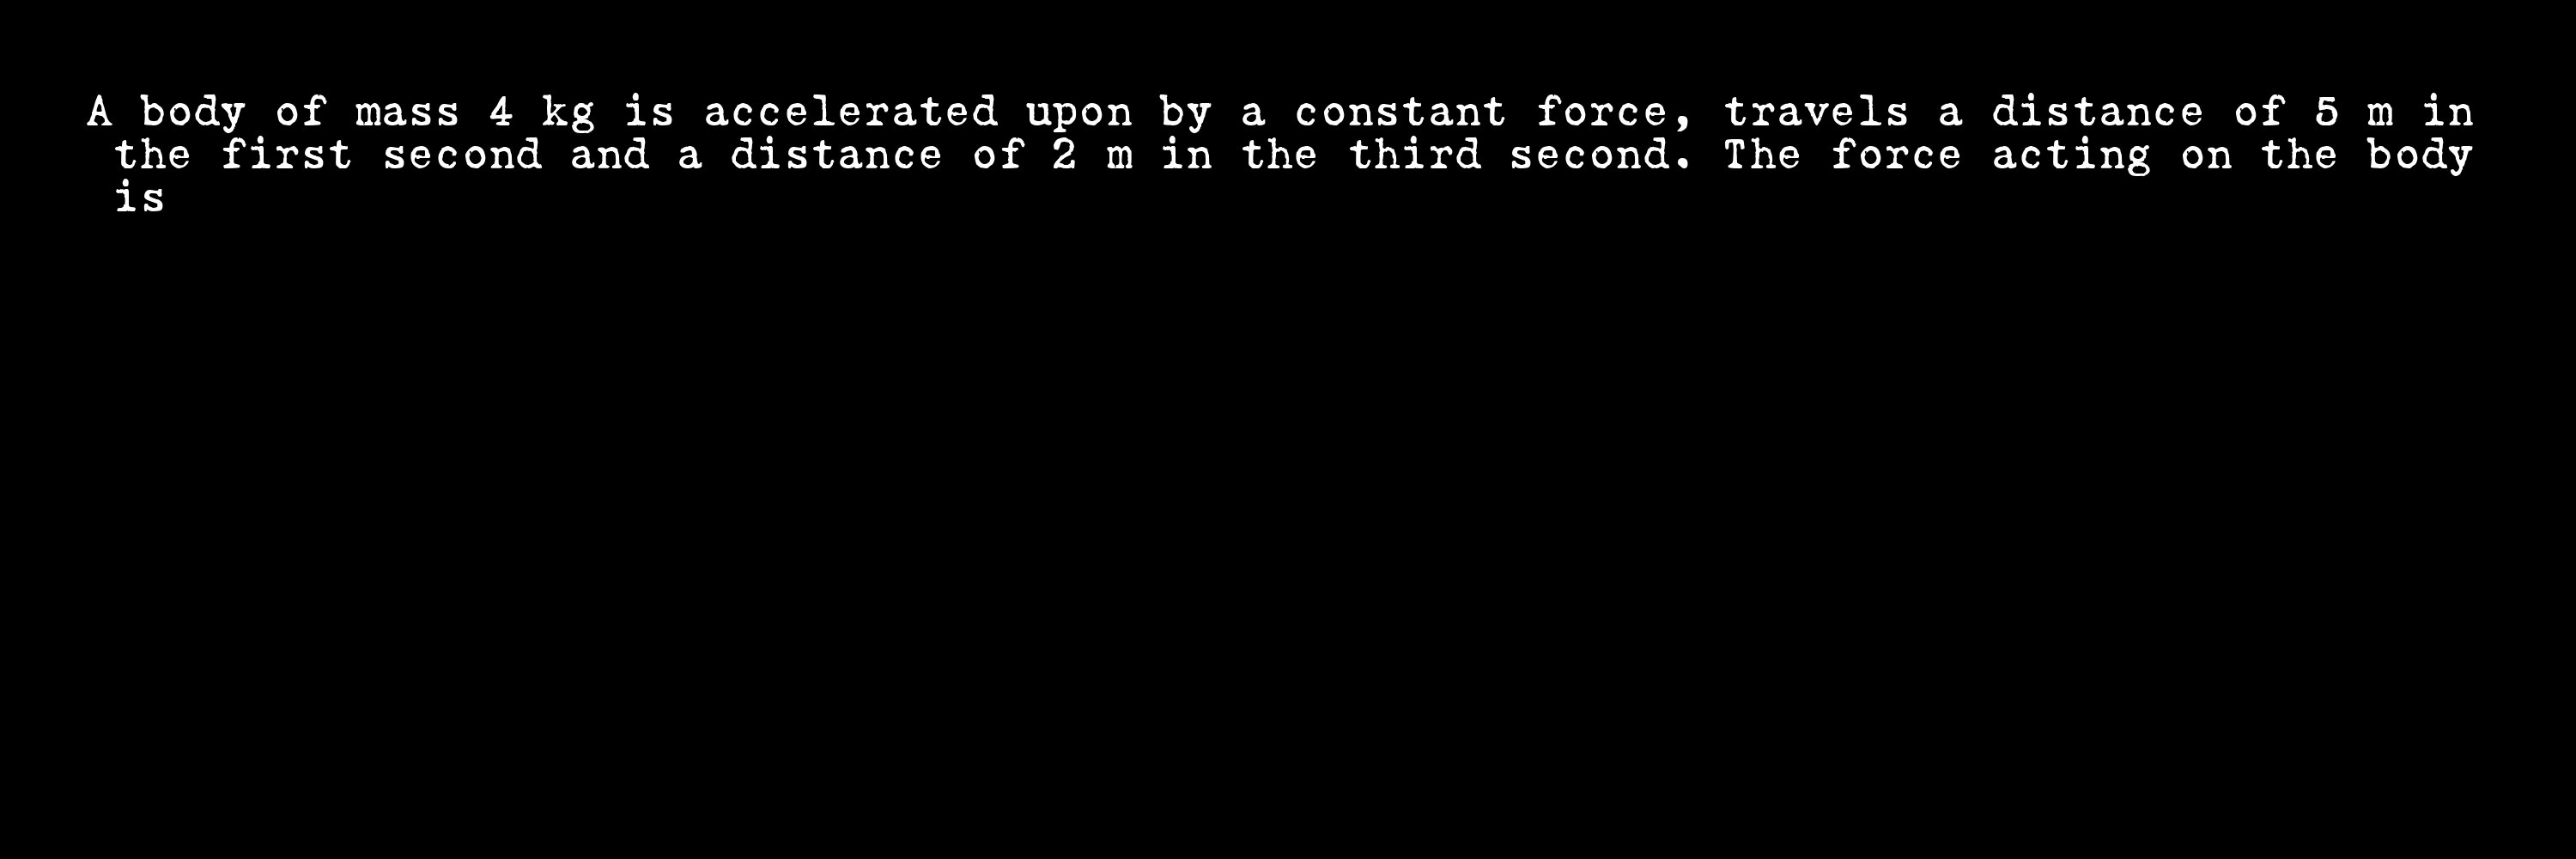 A body of mass 4 kg is accelerated upon by a constant force, travels a distance of 5 m in
the first second and a distance of 2 m in the third second. The force acting on the body
is